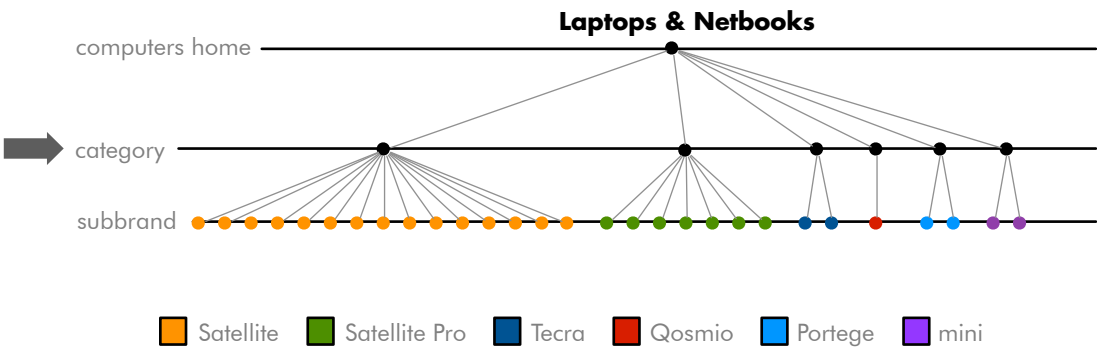 Laptops & Netbooks
computers home
category
subbrand
Satellite
Satellite Pro
Tecra
Qosmio
Portege
mini